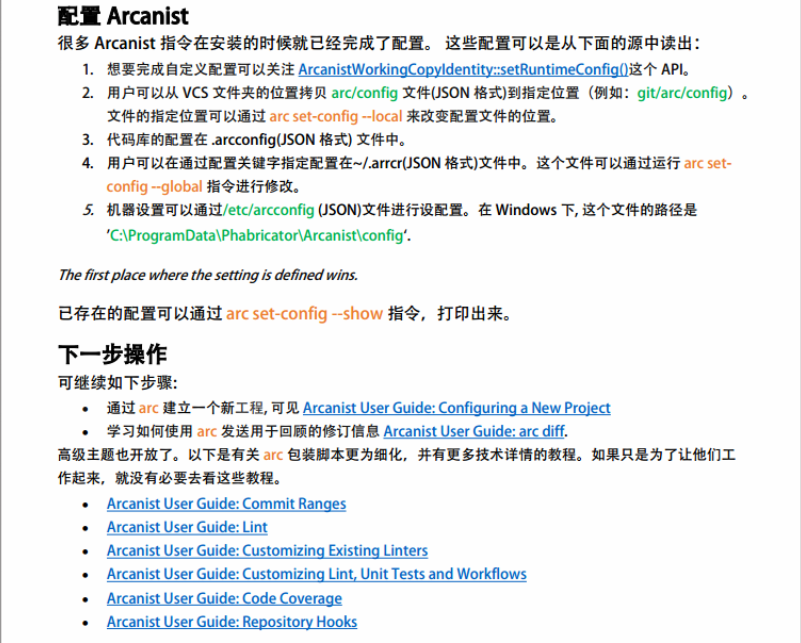 配置 Arcanist
很多 Arcanist 指令在安装的时候就已经完成了配置。 这些配置可以是从下面的源中读出：
1. 想要完成自定义配置可以关注 ArcanistWorkingCopyIdentity::setRuntimeConfig()这个 API。
2. 用户可以从 VCS 文件夹的位置拷贝 arc/config 文件(JSON 格式)到指定位置（例如：git/arc/config）。
文件的指定位置可以通过 arc set-config --local 来改变配置文件的位置。
3. 代码库的配置在 .arcconfig(JSON 格式) 文件中。
4. 用户可以在通过配置关键字指定配置在~/.arrcr(JSON 格式)文件中。这个文件可以通过运行 arc set-
config --global 指令进行修改。
5. 机器设置可以通过/etc/arcconfig (JSON)文件进行设配置。在 Windows 下, 这个文件的路径是
'C:\ProgramData\Phabricator\Arcanist\config'.
The first place where the setting is defined wins.
已存在的配置可以通过 arc set-config --show 指令，打印出来。
下一步操作
可继续如下步骤:
• 通过 arc 建立一个新工程, 可见 Arcanist User Guide: Configuring a New Project
• 学习如何使用 arc 发送用于回顾的修订信息 Arcanist User Guide: arc diff.
高级主题也开放了。以下是有关 arc 包装脚本更为细化，并有更多技术详情的教程。如果只是为了让他们工
作起来，就没有必要去看这些教程。
• Arcanist User Guide: Commit Ranges
• Arcanist User Guide: Lint
• Arcanist User Guide: Customizing Existing Linters
• Arcanist User Guide: Customizing Lint, Unit Tests and Workflows
• Arcanist User Guide: Code Coverage
• Arcanist User Guide: Repository Hooks